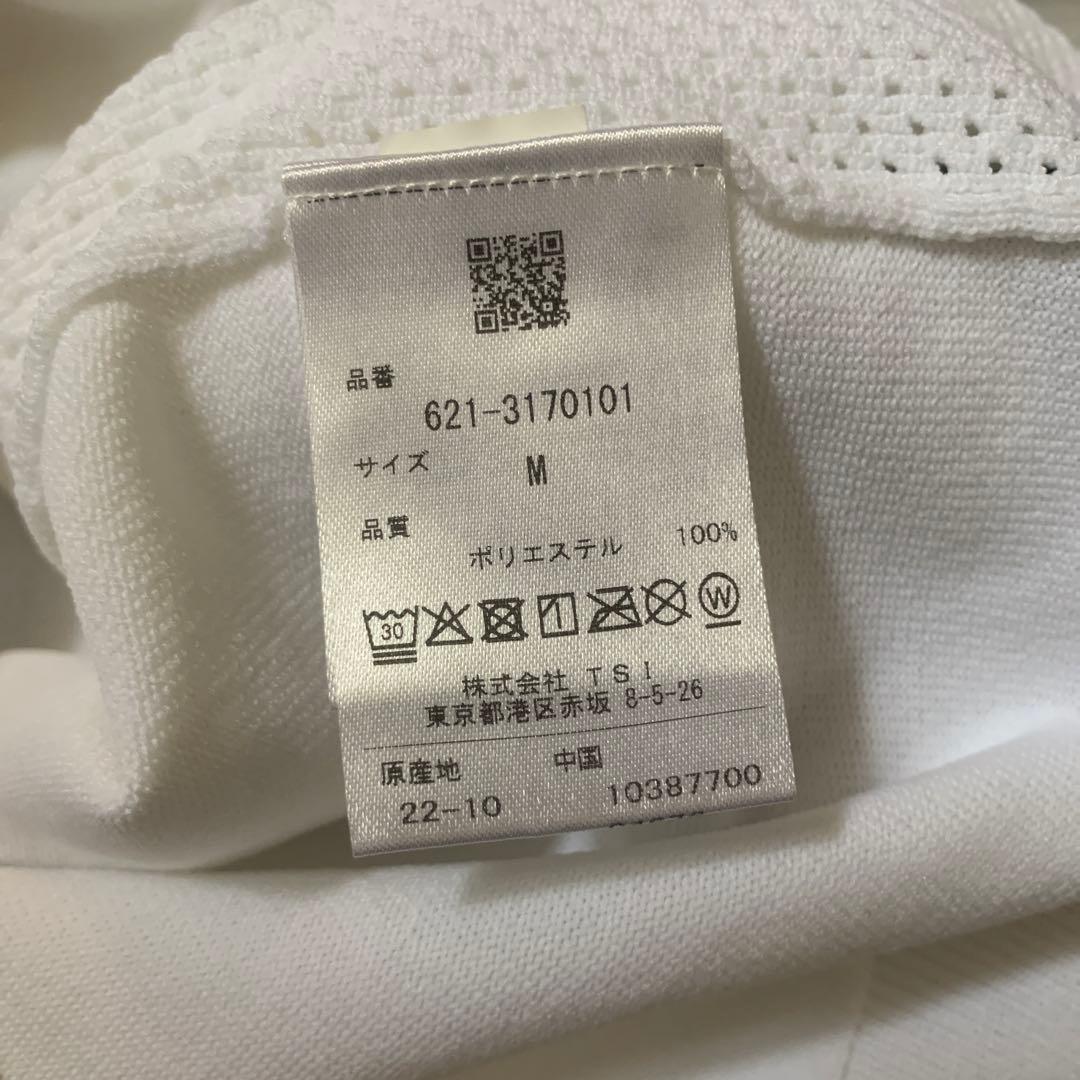 品番
621-3170101
サイズ M
品質
ポリエステル 100%
30
W
株式会社 TSI
東京都港区赤坂 8-5-26
原産地 中国
22-10 10387700